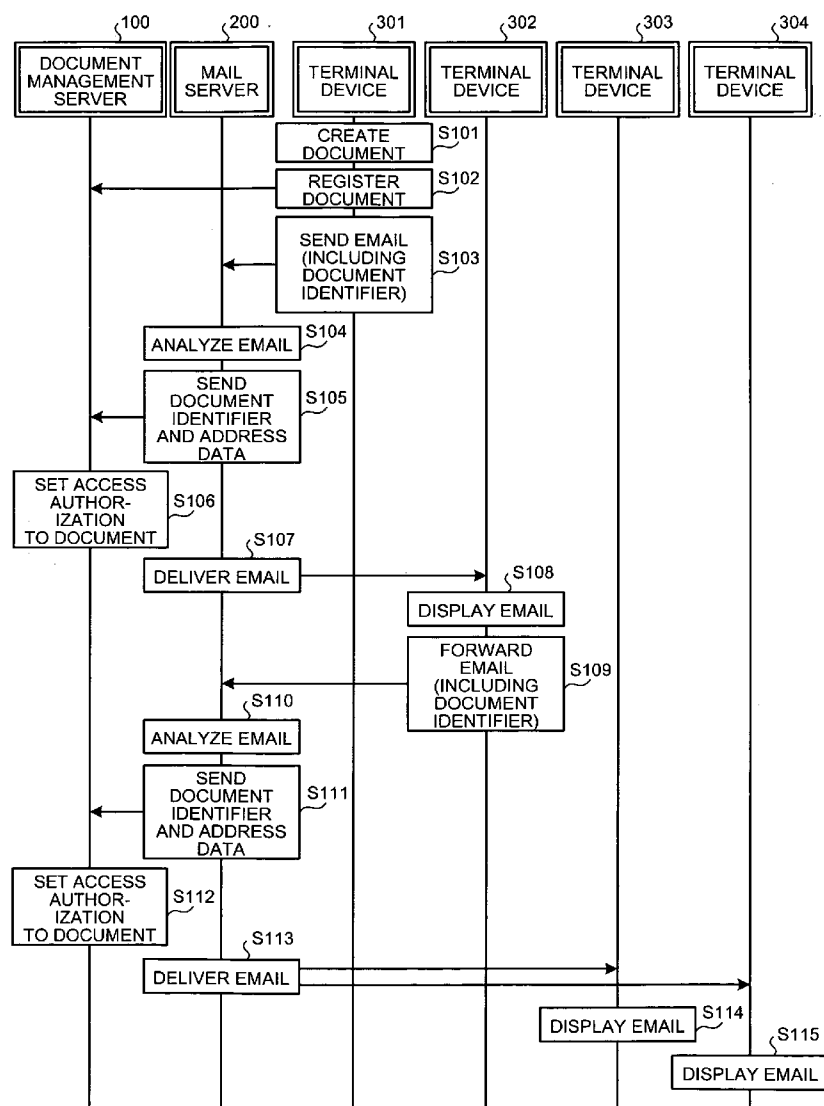 100
200
301
302
303
304
DOCUMENT
MANAGEMENT
SERVER
MAIL
SERVER
TERMINAL
DEVICE
TERMINAL
DEVICE
TERMINAL
DEVICE
TERMINAL
DEVICE
CREATE
DOCUMENT
S101
REGISTER
DOCUMENT
S102
SEND EMAIL
(INCLUDING
DOCUMENT
IDENTIFIER)
S103
ANALYZE EMAIL
S104
SEND
DOCUMENT
IDENTIFIER
AND ADDRESS
DATA
S105
SET ACCESS
AUTHOR-
IZATION
TO DOCUMENT
S106
S107
DELIVER EMAIL
S108
DISPLAY EMAIL
FORWARD
EMAIL
(INCLUDING
DOCUMENT
IDENTIFIER)
S109
S110
ANALYZE EMAIL
SEND
DOCUMENT
IDENTIFIER
AND ADDRESS
DATA
S111
SET ACCESS
AUTHOR-
IZATION
TO DOCUMENT
S112
S113
DELIVER EMAIL
DISPLAY EMAIL
S114
S115
DISPLAY EMAIL